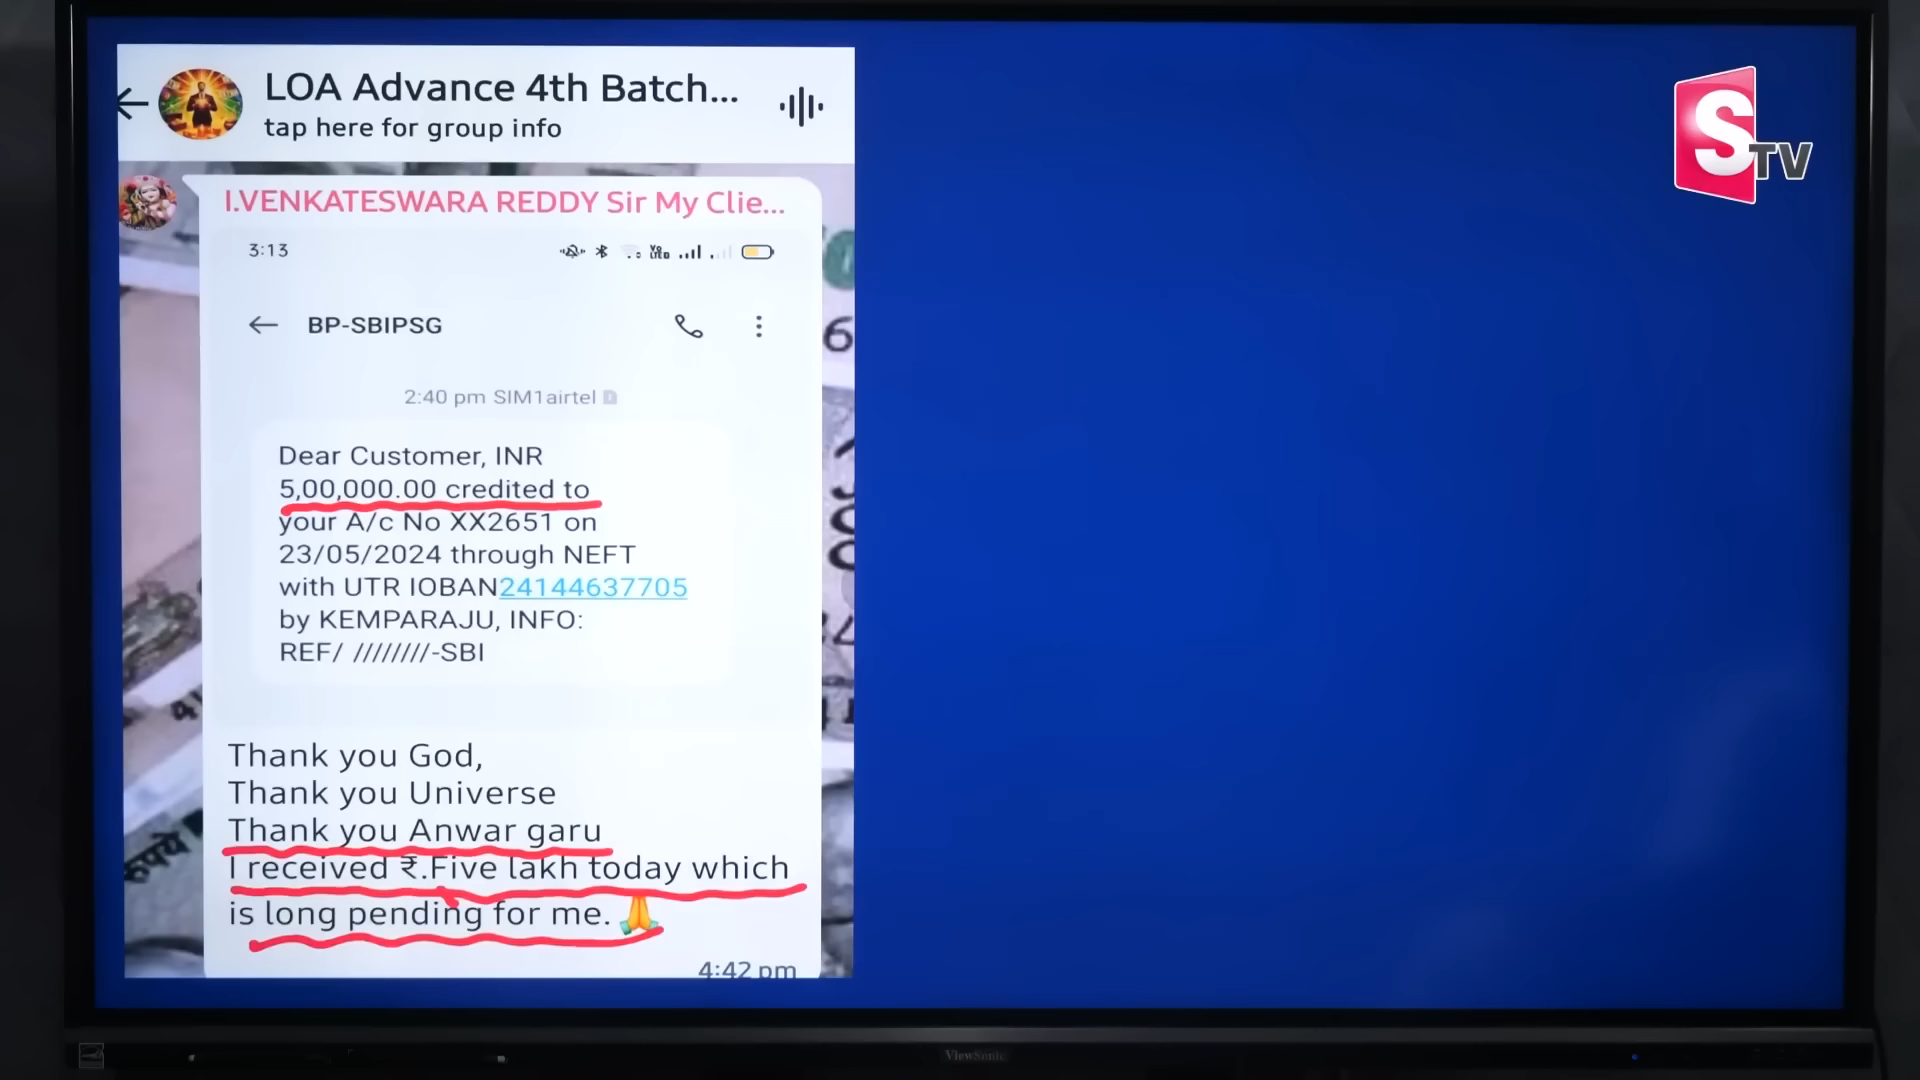 LOA Advance 4th Batch...
tap here for group info
I.VENKATESWARA REDDY Sir My Clie...
3:13
BP-SBIPSG
2:40 pm SIM1airtel
Dear Customer, INR
5,00,000.00 credited to
your A/c No XX2651 on
23/05/2024 through NEFT
with UTR IOBAN24144637705
by KEMPARAJU, INFO:
REF/ ////////-SBI
Thank you God,
Thank you Universe
Thank you Anwar garu
I received ₹.Five lakh today which
is long pending for me. 🙏
4:42 pm
STV
ViewSonic
रुपये